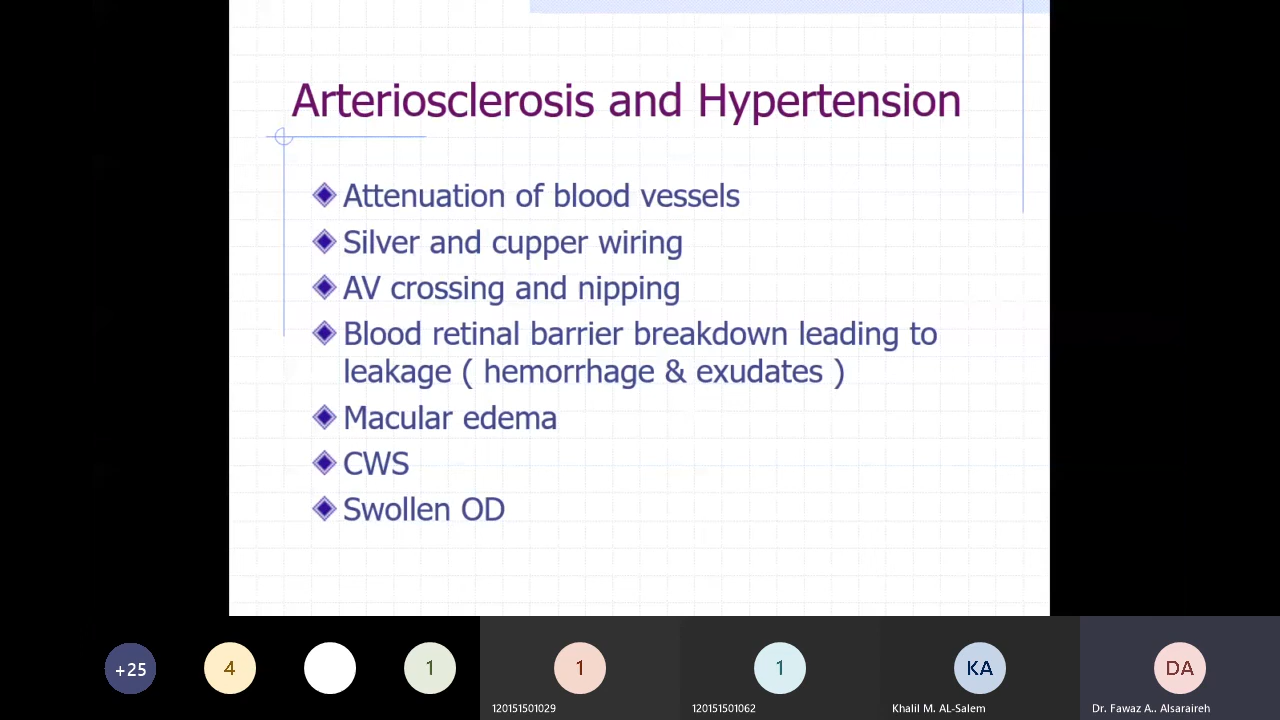 Arteriosclerosis and Hypertension
Attenuation of blood vessels
Silver and cupper wiring
AV crossing and nipping
Blood retinal barrier breakdown leading to
leakage ( hemorrhage & exudates )
Macular edema
CWS
Swollen OD
+25
4
1
1
1
KA
DA
120151501029
120151501062
Khalil M. AL-Salem
Dr. Fawaz A.. Alsaraireh